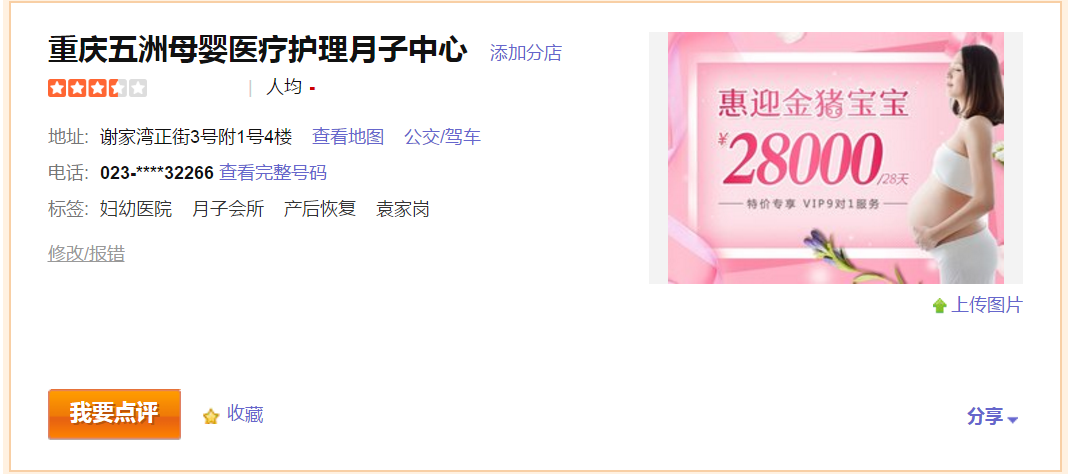 重庆五洲母婴医疗护理月子中心 添加分店
| 人均 -
地址: 谢家湾正街3号附1号4楼 查看地图 公交/驾车
电话: 023-****32266 查看完整号码
标签: 妇幼医院 月子会所 产后恢复 袁家岗
修改/报错
惠迎金猪宝宝
¥28000/28天
特价专享 VIP9对1服务
上传图片
我要点评 收藏
分享